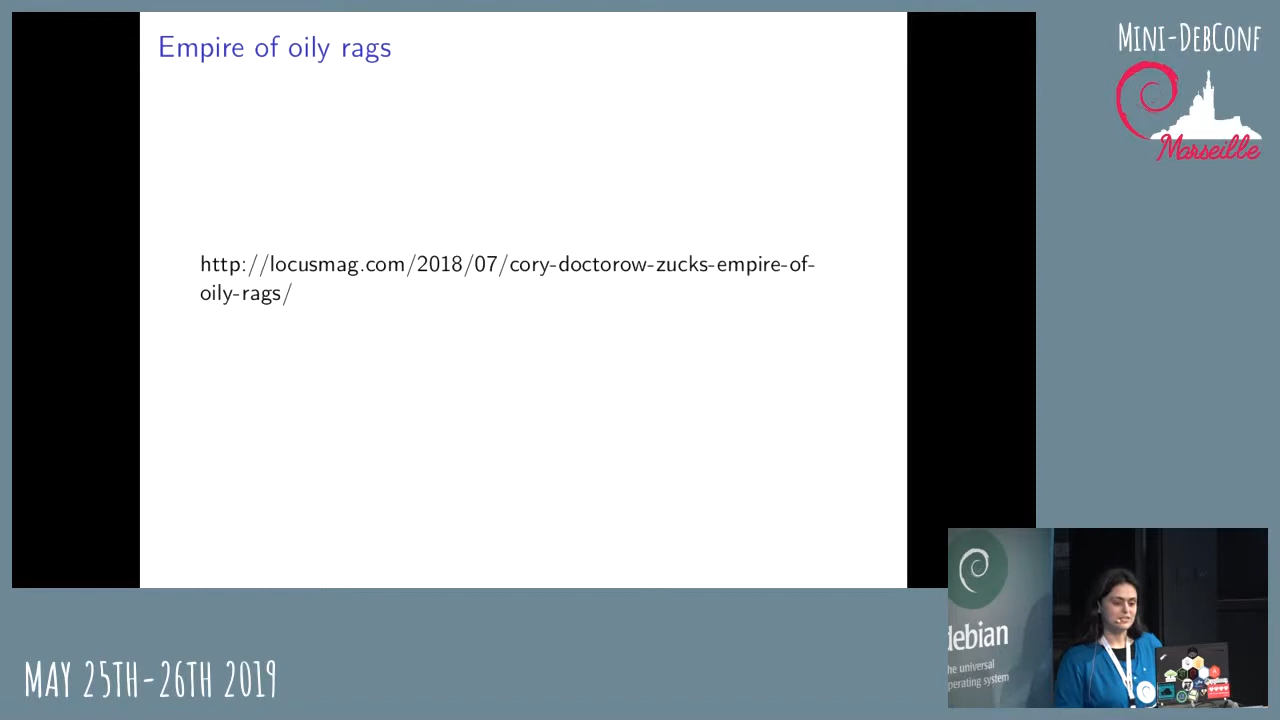 Empire of oily rags
MINI-DEBCONF
Marseille
http://locusmag.com/2018/07/cory-doctorow-zucks-empire-of-
oily-rags/
debian
the universal
operating system
MAY 25TH-26TH 2019